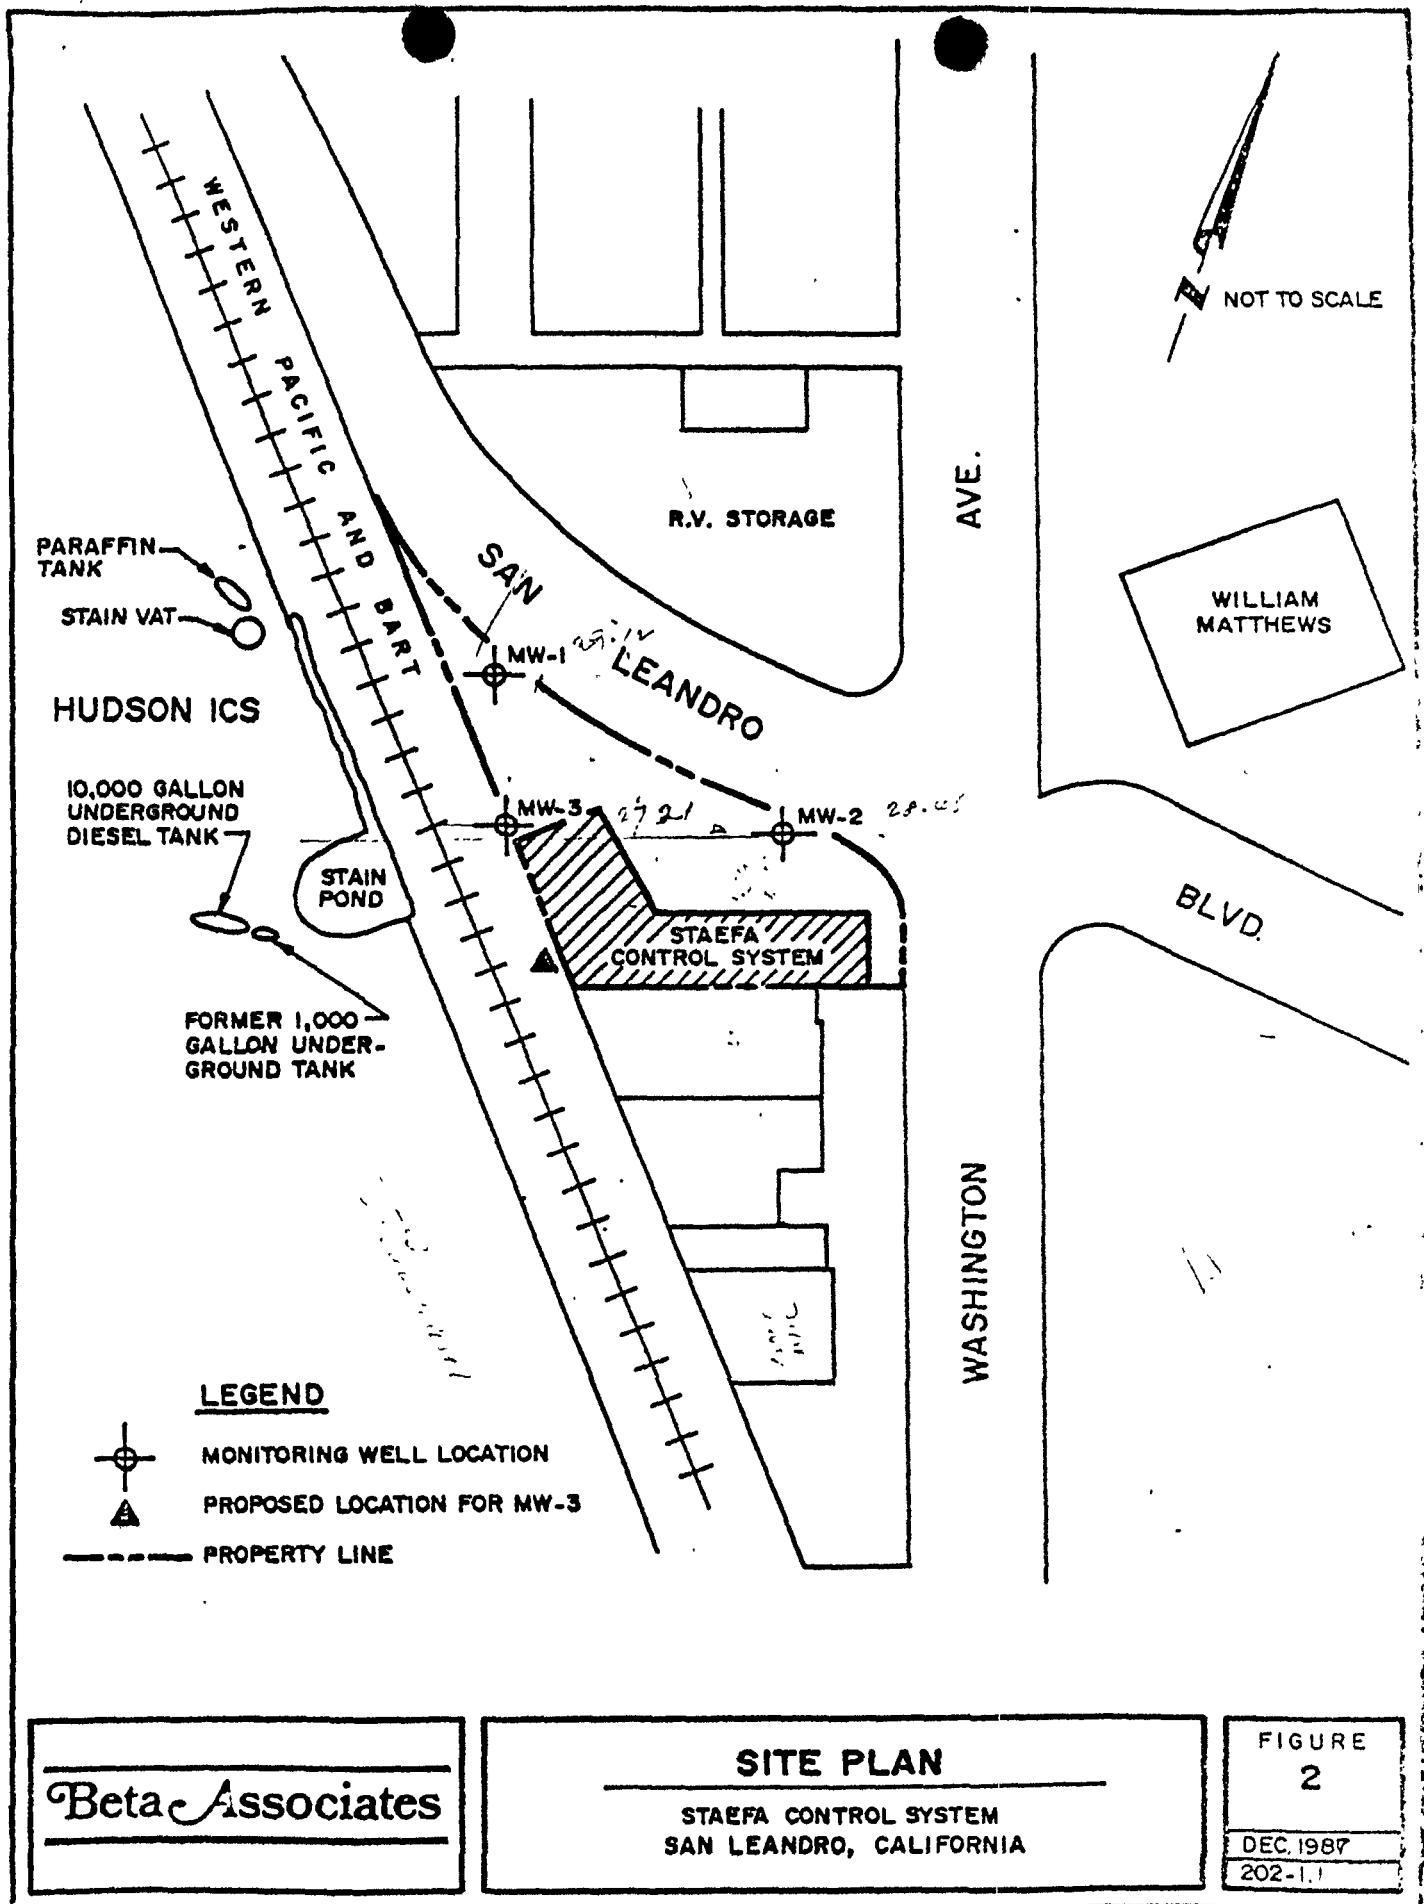 WESTERN PACIFIC AND BART
N
NOT TO SCALE
AVE.
R.V. STORAGE
PARAFFIN
TANK
STAIN VAT
SAN LEANDRO
WILLIAM
MATTHEWS
MW-1
HUDSON ICS
10,000 GALLON
UNDERGROUND
DIESEL TANK
MW-3
MW-2
STAIN
POND
BLVD.
STAEFA
CONTROL SYSTEM
FORMER 1,000
GALLON UNDER-
GROUND TANK
WASHINGTON
LEGEND
MONITORING WELL LOCATION
PROPOSED LOCATION FOR MW-3
PROPERTY LINE
Beta Associates
SITE PLAN
STAEFA CONTROL SYSTEM
SAN LEANDRO, CALIFORNIA
FIGURE
2
DEC. 1987
202-1.1